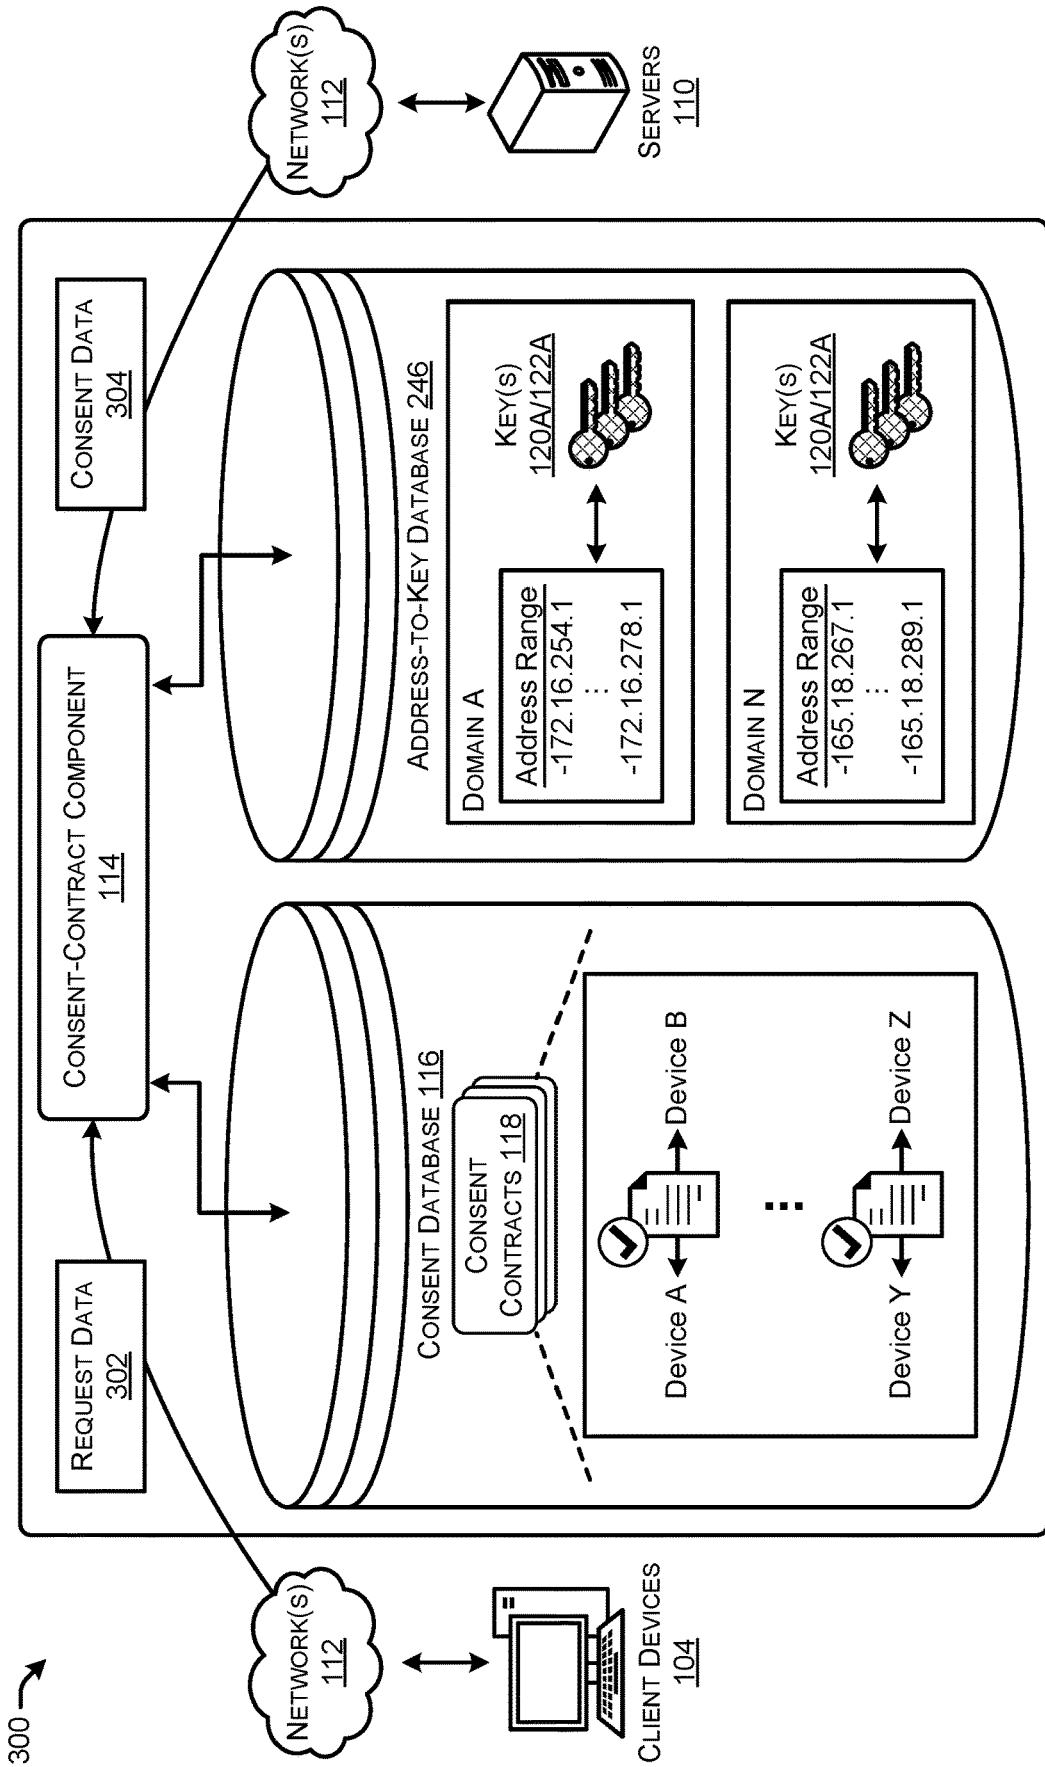 300
REQUEST DATA
302
CONSENT-CONTRACT COMPONENT
114
CONSENT DATA
304
NETWORK(S)
112
NETWORK(S)
112
CLIENT DEVICES
104
SERVERS
110
CONSENT DATABASE 116
CONSENT
CONTRACTS 118
Device A
Device B
...
Device Y
Device Z
ADDRESS-TO-KEY DATABASE 246
DOMAIN A
Address Range
-172.16.254.1
...
-172.16.278.1
KEY(S)
120A/122A
DOMAIN N
Address Range
-165.18.267.1
...
-165.18.289.1
KEY(S)
120A/122A